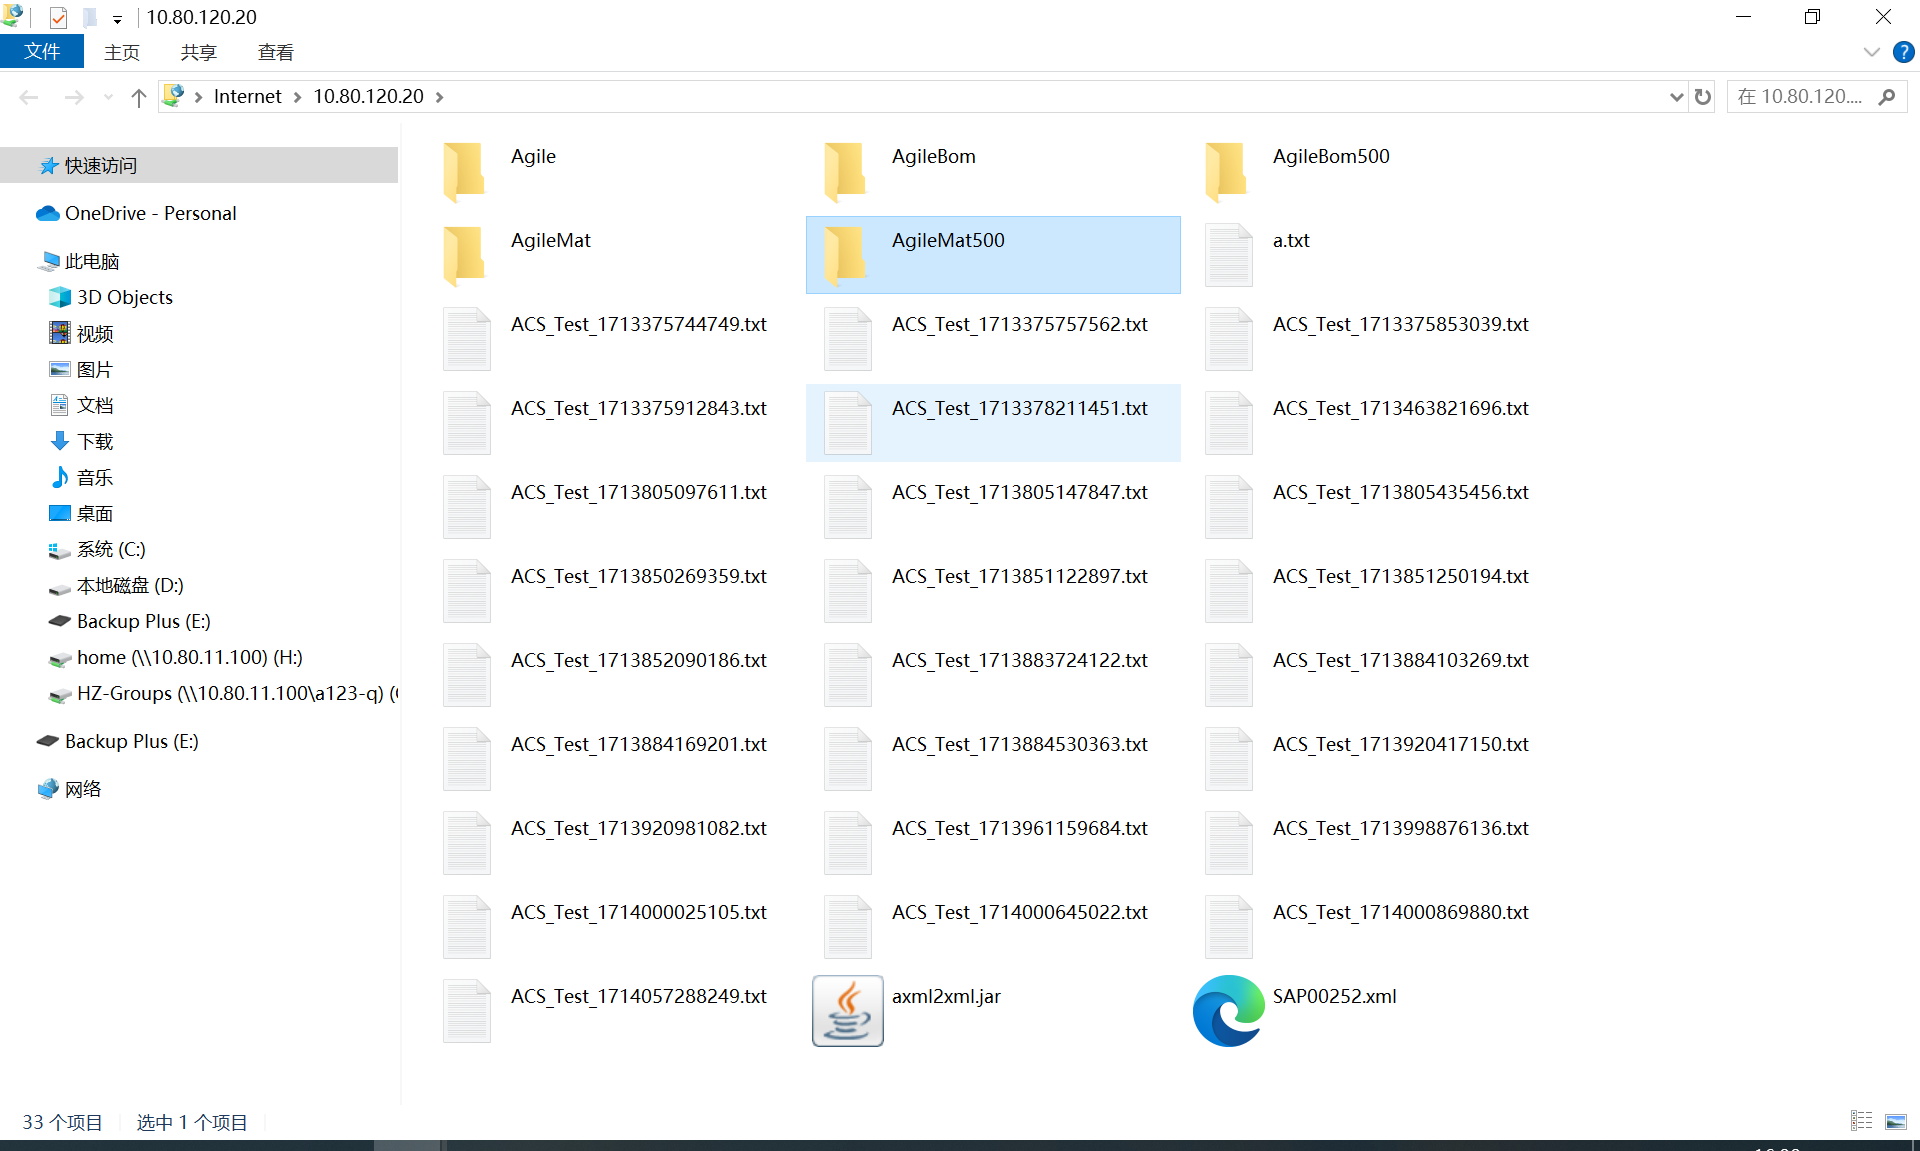 10.80.120.20
文件 主页 共享 查看
Internet 10.80.120.20
在 10.80.120....
快速访问
OneDrive - Personal
此电脑
3D Objects
视频
图片
文档
下载
音乐
桌面
系统 (C:)
本地磁盘 (D:)
Backup Plus (E:)
home (\\10.80.11.100) (H:)
HZ-Groups (\\10.80.11.100\a123-q) (
Backup Plus (E:)
网络
Agile AgileBom AgileBom500
AgileMat AgileMat500 a.txt
ACS_Test_1713375744749.txt ACS_Test_1713375757562.txt ACS_Test_1713375853039.txt
ACS_Test_1713375912843.txt ACS_Test_1713378211451.txt ACS_Test_1713463821696.txt
ACS_Test_1713805097611.txt ACS_Test_1713805147847.txt ACS_Test_1713805435456.txt
ACS_Test_1713850269359.txt ACS_Test_1713851122897.txt ACS_Test_1713851250194.txt
ACS_Test_1713852090186.txt ACS_Test_1713883724122.txt ACS_Test_1713884103269.txt
ACS_Test_1713884169201.txt ACS_Test_1713884530363.txt ACS_Test_1713920417150.txt
ACS_Test_1713920981082.txt ACS_Test_1713961159684.txt ACS_Test_1713998876136.txt
ACS_Test_1714000025105.txt ACS_Test_1714000645022.txt ACS_Test_1714000869880.txt
ACS_Test_1714057288249.txt axml2xml.jar SAP00252.xml
33 个项目 选中 1 个项目